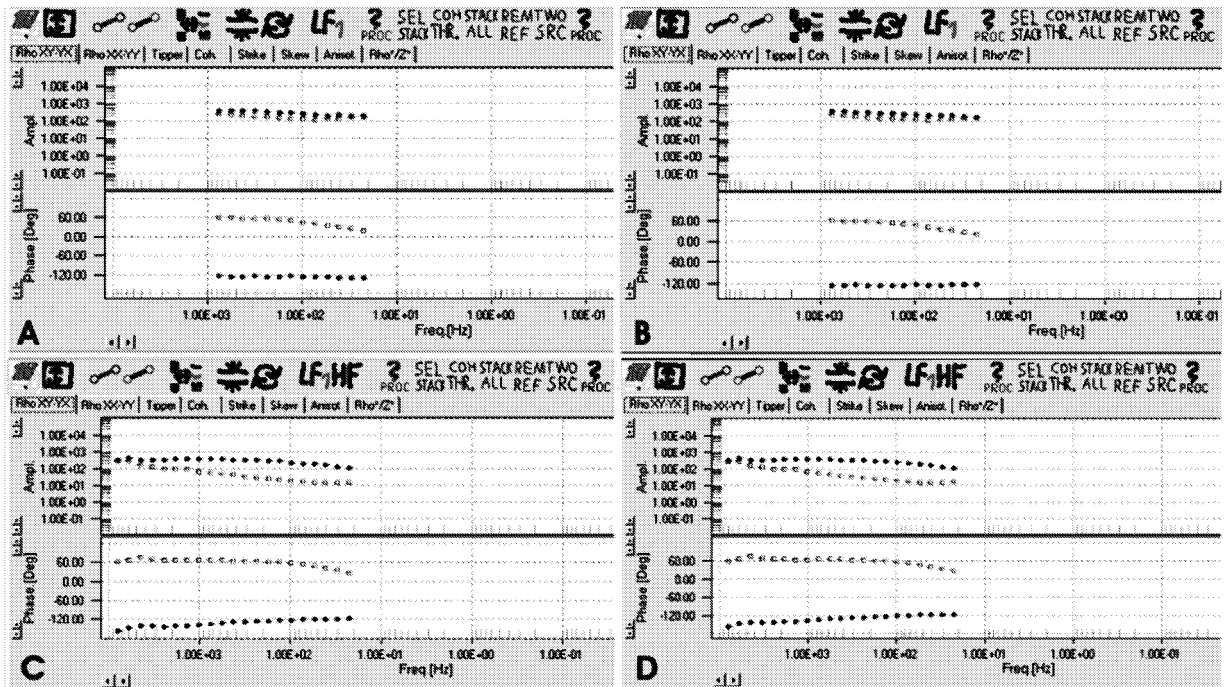 LF1 PROC SEL STACK COM THR. STACK ALL REM REF TWO SRC PROC
Rho XY-YX Rho XX-YY Tipper Coh. Strike Skew Anisot Rho*/Z*
Ampl.
1.00E+04
1.00E+03
1.00E+02
1.00E+01
1.00E+00
1.00E-01
Phase [Deg]
60.00
0.00
-60.00
-120.00
1.00E+03 1.00E+02 1.00E+01 1.00E+00 1.00E-01
Freq.[Hz]
A
LF1 PROC SEL STACK COM THR. STACK ALL REM REF TWO SRC PROC
Rho XY-YX Rho XX-YY Tipper Coh. Strike Skew Anisot Rho*/Z*
Ampl.
1.00E+04
1.00E+03
1.00E+02
1.00E+01
1.00E+00
1.00E-01
Phase [Deg]
60.00
0.00
-60.00
-120.00
1.00E+03 1.00E+02 1.00E+01 1.00E+00 1.00E-01
Freq.[Hz]
B
LF1HF PROC SEL STACK COM THR. STACK ALL REM REF TWO SRC PROC
Rho XY-YX Rho XX-YY Tipper Coh. Strike Skew Anisot Rho*/Z*
Ampl.
1.00E+04
1.00E+03
1.00E+02
1.00E+01
1.00E+00
1.00E-01
Phase [Deg]
60.00
0.00
-60.00
-120.00
1.00E+03 1.00E+02 1.00E+01 1.00E+00 1.00E-01
Freq.[Hz]
C
LF1HF PROC SEL STACK COM THR. STACK ALL REM REF TWO SRC PROC
Rho XY-YX Rho XX-YY Tipper Coh. Strike Skew Anisot Rho*/Z*
Ampl.
1.00E+04
1.00E+03
1.00E+02
1.00E+01
1.00E+00
1.00E-01
Phase [Deg]
60.00
0.00
-60.00
-120.00
1.00E+03 1.00E+02 1.00E+01 1.00E+00 1.00E-01
Freq.[Hz]
D